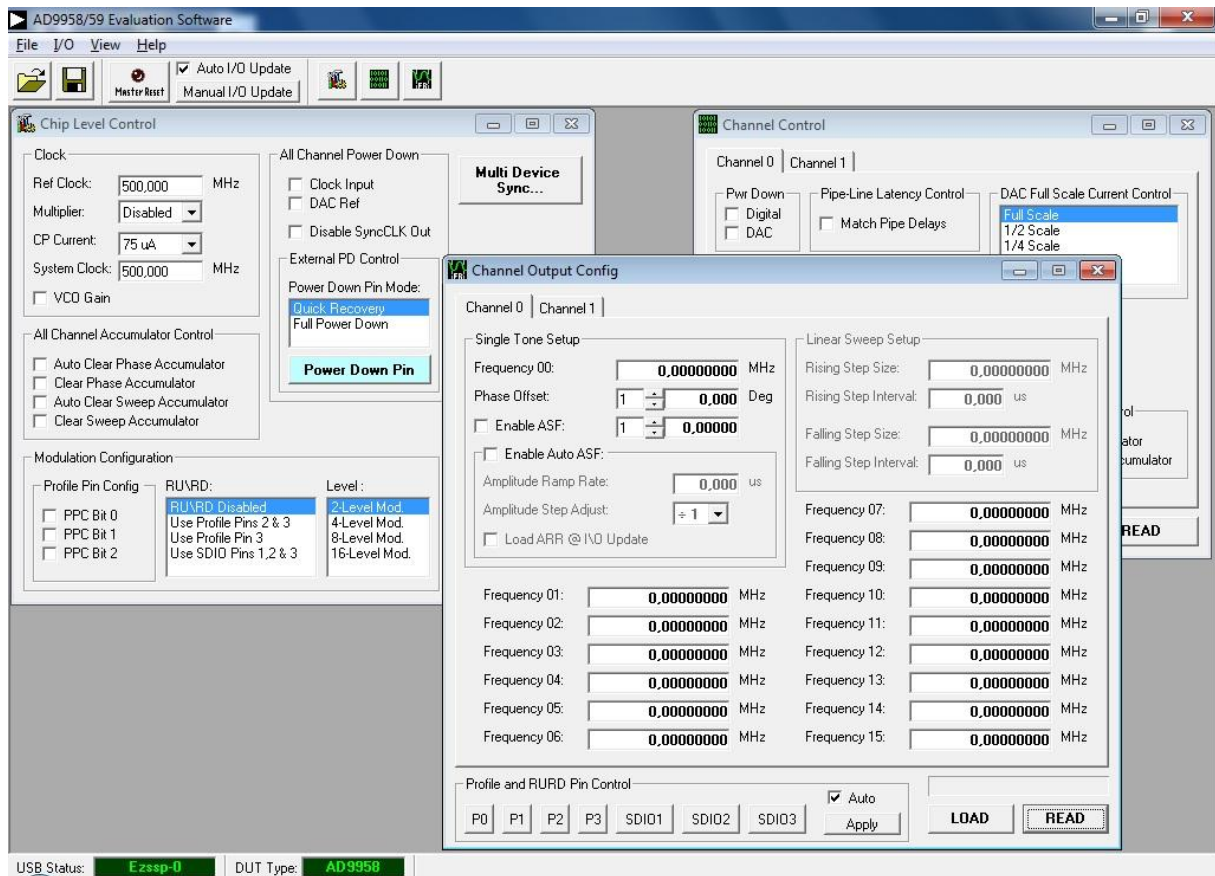 AD9958/59 Evaluation Software
File I/O View Help
Master Reset
Auto I/O Update
Manual I/O Update
Chip Level Control
Clock
Ref Clock: 500,000 MHz
Multiplier: Disabled
CP Current: 75 uA
System Clock: 500,000 MHz
VCO Gain
All Channel Accumulator Control
Auto Clear Phase Accumulator
Clear Phase Accumulator
Auto Clear Sweep Accumulator
Clear Sweep Accumulator
All Channel Power Down
Clock Input
DAC Ref
Disable SyncCLK Out
External PD Control
Power Down Pin Mode:
Quick Recovery
Full Power Down
Power Down Pin
Multi Device
Sync...
Modulation Configuration
Profile Pin Config
PPC Bit 0
PPC Bit 1
PPC Bit 2
RU\RD:
RU\RD Disabled
Use Profile Pins 2 & 3
Use Profile Pin 3
Use SDIO Pins 1,2 & 3
Level :
2-Level Mod.
4-Level Mod.
8-Level Mod.
16-Level Mod.
Channel Control
Channel 0 Channel 1
Pwr Down
Digital
DAC
Pipe-Line Latency Control
Match Pipe Delays
DAC Full Scale Current Control
Full Scale
1/2 Scale
1/4 Scale
READ
Channel Output Config
Channel 0 Channel 1
Single Tone Setup
Frequency 00: 0,00000000 MHz
Phase Offset: 1 0,000 Deg
Enable ASF: 1 0,00000
Enable Auto ASF:
Amplitude Ramp Rate: 0,000 us
Amplitude Step Adjust: ÷ 1
Load ARR @ I\O Update
Frequency 01: 0,00000000 MHz
Frequency 02: 0,00000000 MHz
Frequency 03: 0,00000000 MHz
Frequency 04: 0,00000000 MHz
Frequency 05: 0,00000000 MHz
Frequency 06: 0,00000000 MHz
Linear Sweep Setup
Rising Step Size: 0,00000000 MHz
Rising Step Interval: 0,000 us
Falling Step Size: 0,00000000 MHz
Falling Step Interval: 0,000 us
Frequency 07: 0,00000000 MHz
Frequency 08: 0,00000000 MHz
Frequency 09: 0,00000000 MHz
Frequency 10: 0,00000000 MHz
Frequency 11: 0,00000000 MHz
Frequency 12: 0,00000000 MHz
Frequency 13: 0,00000000 MHz
Frequency 14: 0,00000000 MHz
Frequency 15: 0,00000000 MHz
Profile and RURD Pin Control
P0 P1 P2 P3 SDIO1 SDIO2 SDIO3
Auto
Apply
LOAD READ
USB Status: Ezssp-0 DUT Type: AD9958